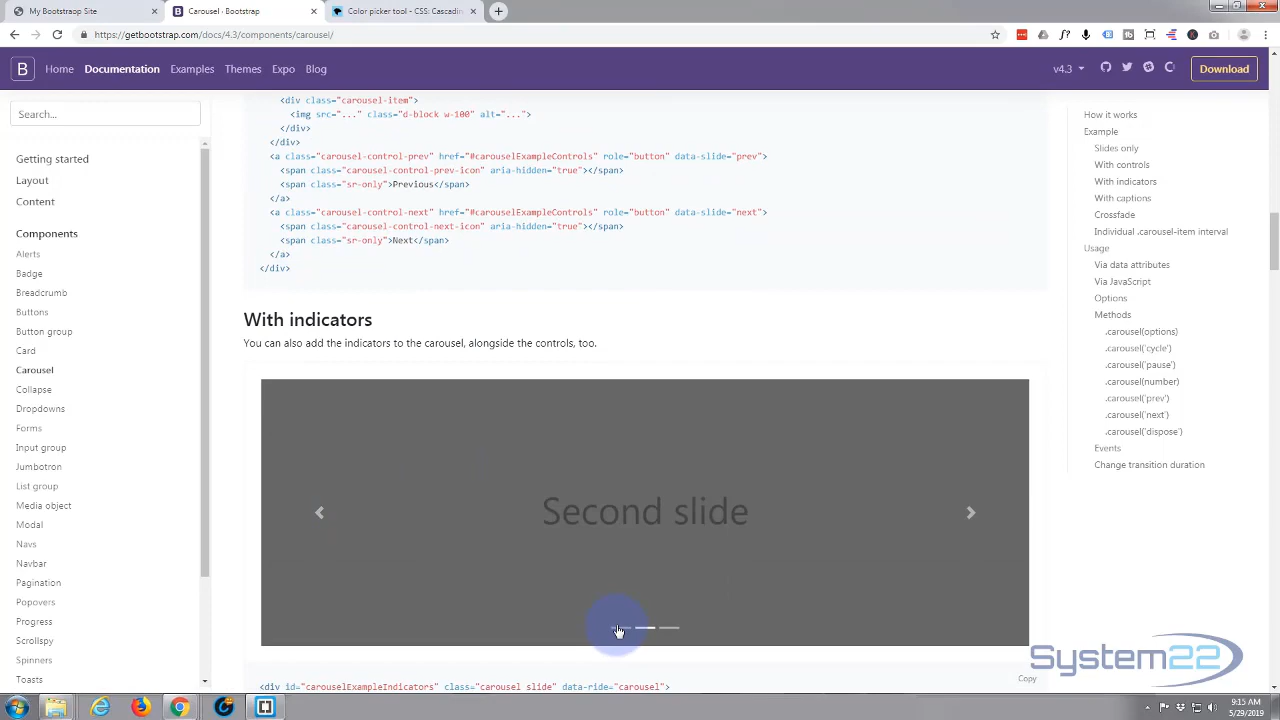 My Bootstraop Site
Carousel · Bootstrap
Color picker tool - CSS: Cascadin
https://getbootstrap.com/docs/4.3/components/carousel/
B
Home
Documentation
Examples
Themes
Expo
Blog
v4.3
Download
Search...
Getting started
Layout
Content
Components
Alerts
Badge
Breadcrumb
Buttons
Button group
Card
Carousel
Collapse
Dropdowns
Forms
Input group
Jumbotron
List group
Media object
Modal
Navs
Navbar
Pagination
Popovers
Progress
Scrollspy
Spinners
Toasts
<div class="carousel-item">
<img src="..." class="d-block w-100" alt="...">
</div>
</div>
<a class="carousel-control-prev" href="#carouselExampleControls" role="button" data-slide="prev">
<span class="carousel-control-prev-icon" aria-hidden="true"></span>
<span class="sr-only">Previous</span>
</a>
<a class="carousel-control-next" href="#carouselExampleControls" role="button" data-slide="next">
<span class="carousel-control-next-icon" aria-hidden="true"></span>
<span class="sr-only">Next</span>
</a>
</div>
With indicators
You can also add the indicators to the carousel, alongside the controls, too.
Second slide
Copy
<div id="carouselExampleIndicators" class="carousel slide" data-ride="carousel">
How it works
Example
Slides only
With controls
With indicators
With captions
Crossfade
Individual .carousel-item interval
Usage
Via data attributes
Via JavaScript
Options
Methods
.carousel(options)
.carousel('cycle')
.carousel('pause')
.carousel(number)
.carousel('prev')
.carousel('next')
.carousel('dispose')
Events
Change transition duration
System22
9:15 AM
5/29/2019